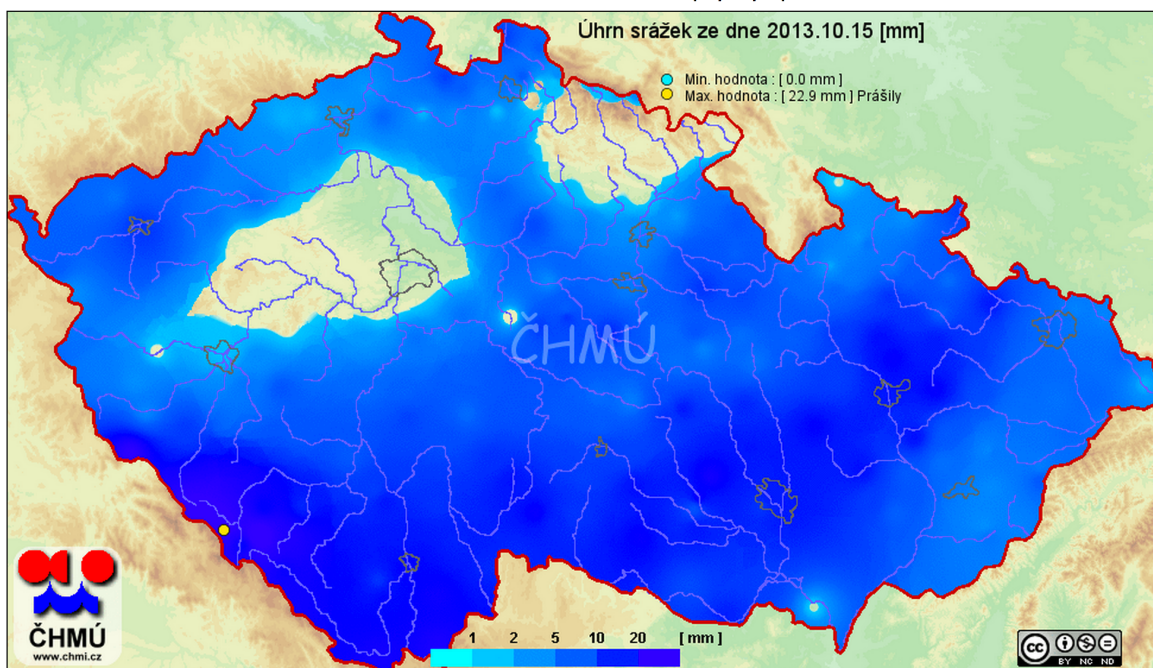 Úhrn srážek ze dne 2013.10.15 [mm]
Min. hodnota : [ 0.0 mm ]
Max. hodnota : [ 22.9 mm ] Prášily
ČHMÚ
ČHMÚ
www.chmi.cz
1 2 5 10 20 [ mm ]
cc
BY NC ND